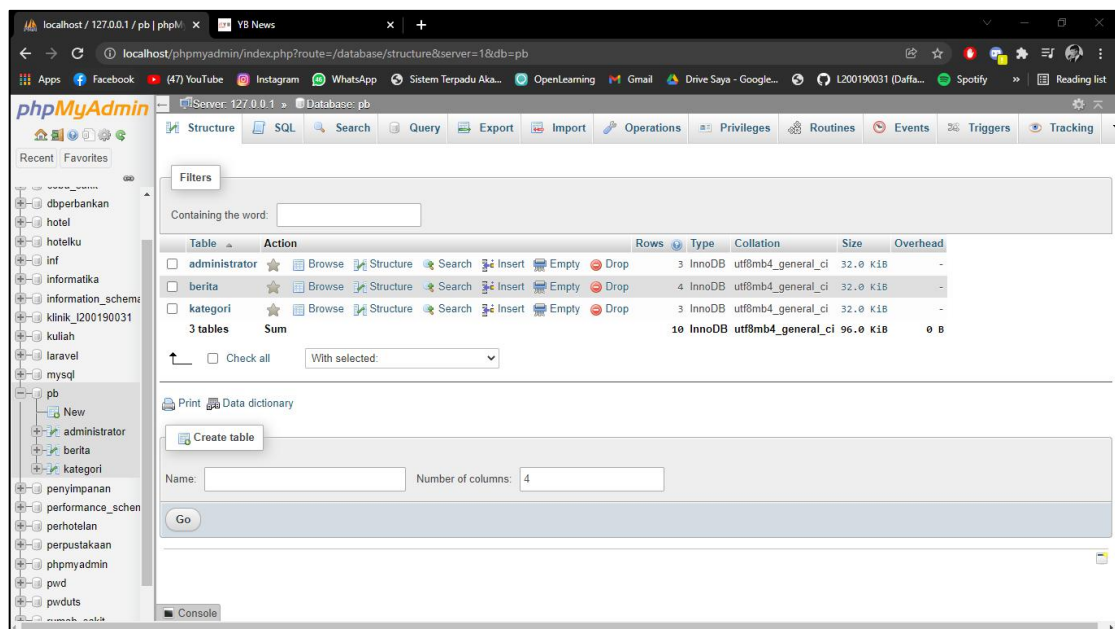 localhost / 127.0.0.1 / pb | phpM
YB News
localhost/phpmyadmin/index.php?route=/database/structure&server=1&db=pb
Apps Facebook (47) YouTube Instagram WhatsApp Sistem Terpadu Aka... OpenLearning Gmail Drive Saya - Google... L200190031 (Daffa... Spotify » Reading list
phpMyAdmin
Recent Favorites
dbperbankan
hotel
hotelku
inf
informatika
information_schema
klinik_l200190031
kuliah
laravel
mysql
pb
New
administrator
berita
kategori
penyimpanan
performance_schem
perhotelan
perpustakaan
phpmyadmin
pwd
pwduts
Server: 127.0.0.1 » Database: pb
Structure SQL Search Query Export Import Operations Privileges Routines Events Triggers Tracking
Filters
Containing the word:
Table Action Rows Type Collation Size Overhead
administrator Browse Structure Search Insert Empty Drop 3 InnoDB utf8mb4_general_ci 32.0 KiB -
berita Browse Structure Search Insert Empty Drop 4 InnoDB utf8mb4_general_ci 32.0 KiB -
kategori Browse Structure Search Insert Empty Drop 3 InnoDB utf8mb4_general_ci 32.0 KiB -
3 tables Sum 10 InnoDB utf8mb4_general_ci 96.0 KiB 0 B
Check all With selected:
Print Data dictionary
Create table
Name: Number of columns: 4
Go
Console